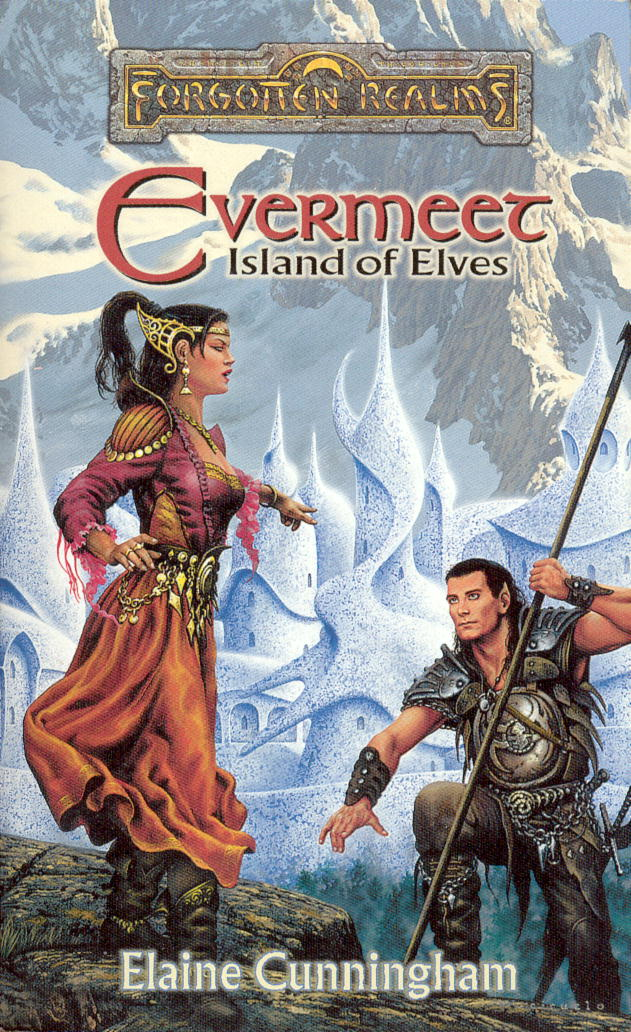 FORGOTTEN REALMS®
EVERMEET
Island of Elves
Elaine Cunningham